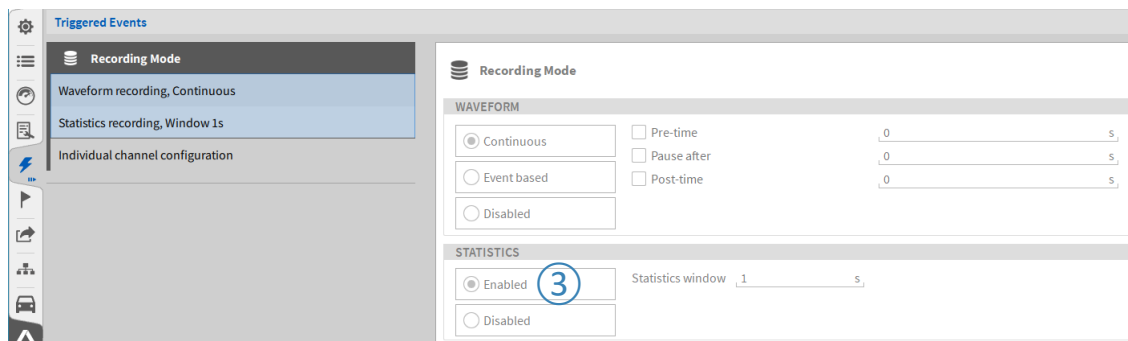 Triggered Events
Recording Mode
Waveform recording, Continuous
Statistics recording, Window 1s
Individual channel configuration
Recording Mode
WAVEFORM
Continuous
Pre-time 0 s
Pause after 0 s
Event based
Post-time 0 s
Disabled
STATISTICS
Enabled 3 Statistics window 1 s
Disabled